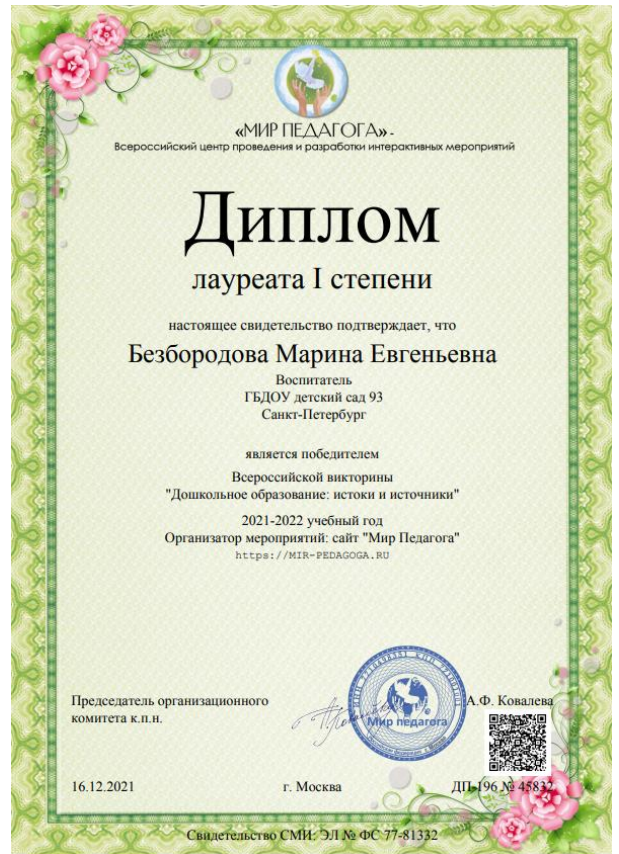 «МИР ПЕДАГОГА» -
Всероссийский центр проведения и разработки интерактивных мероприятий
Диплом
лауреата I степени
настоящее свидетельство подтверждает, что
Безбородова Марина Евгеньевна
Воспитатель
ГБДОУ детский сад 93
Санкт-Петербург
является победителем
Всероссийской викторины
"Дошкольное образование: истоки и источники"
2021-2022 учебный год
Организатор мероприятий: сайт "Мир Педагога"
https://MIR-PEDAGOGA.RU
Председатель организационного
комитета к.п.н.
А.Ф. Ковалева
Мир педагога
16.12.2021
г. Москва
ДП-196 № 45832
Свидетельство СМИ: ЭЛ № ФС 77-81332